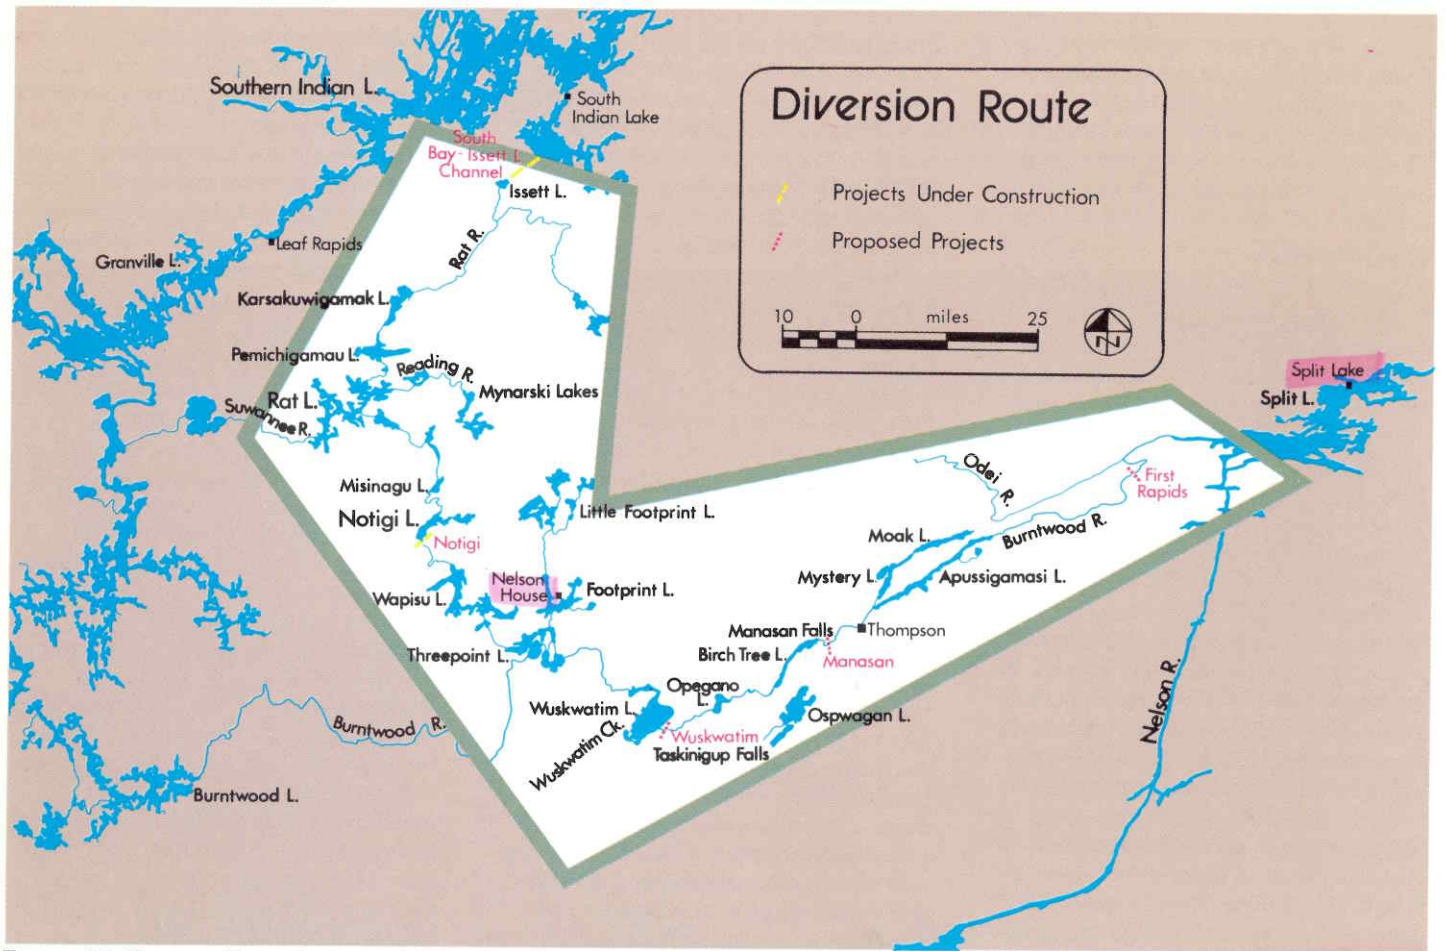 Diversion Route
Projects Under Construction
Proposed Projects
10 0 miles 25
N
Southern Indian L.
South
Indian Lake
South
Bay-Issett L
Channel
Issett L.
Rat R.
Leaf Rapids
Granville L.
Karsakuwigamak L.
Pemichigamau L.
Reading R.
Mynarski Lakes
Rat L.
Suwannee R.
Split Lake
Split L.
Misinagu L.
Notigi L.
Notigi
Little Footprint L.
Odei R.
First
Rapids
Burntwood R.
Moak L.
Mystery L.
Apussigamasi L.
Nelson
House
Footprint L.
Wapisu L.
Threepoint L.
Manasan Falls
Thompson
Birch Tree L.
Manasan
Opegano
L.
Wuskwatim L.
Wuskwatim Ck.
Wuskwatim
Taskinigup Falls
Ospwagan L.
Nelson R.
Burntwood R.
Burntwood L.